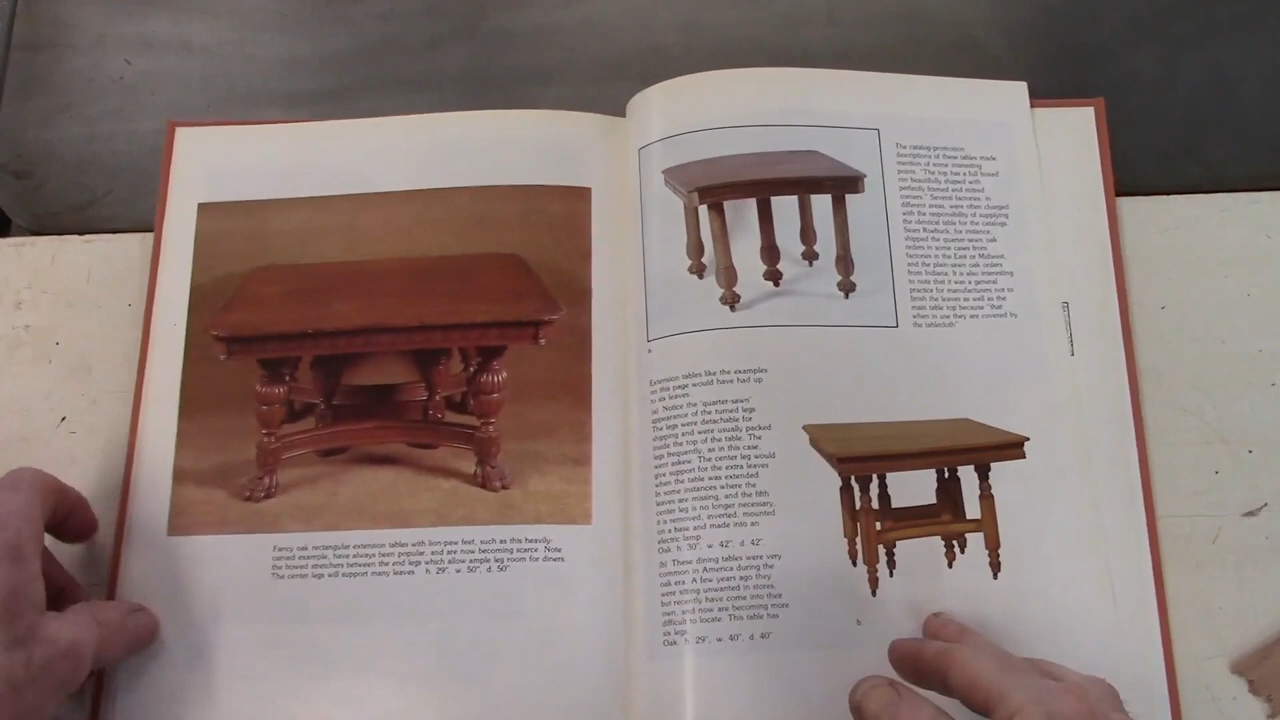 Fancy oak rectangular extension tables with lion-paw feet, such as this heavily-
carved example, have always been popular, and are now becoming scarce. Note
the bowed stretchers between the end legs which allow ample leg room for diners.
The center legs will support many leaves. h. 29", w. 50", d. 50".
The catalog-promotion
descriptions of these tables made
mention of some interesting
points. "The top has a full boxed
rim beautifully shaped with
perfectly framed and mitred
corners." Several factories, in
different areas, were often charged
with the responsibility of supplying
the identical table for the catalogs.
Sears Roebuck, for instance,
shipped the quarter-sawn oak
orders in some cases from
factories in the East or Midwest,
and the plain-sawn oak orders
from Indiana. It is also interesting
to note that it was a general
practice for manufacturers not to
finish the leaves as well as the
main table top because "that
when in use they are covered by
the tablecloth"
a.
Extension tables like the examples
on this page would have had up
to six leaves.
(a) Notice the 'quarter-sawn'
appearance of the turned legs
The legs were detachable for
shipping and were usually packed
inside the top of the table. The
legs frequently, as in this case,
went askew. The center leg would
give support for the extra leaves
when the table was extended.
In some instances where the
leaves are missing, and the fifth
center leg is no longer necessary,
it is removed, inverted, mounted
on a base and made into an
electric lamp.
Oak. h. 30", w. 42", d. 42".
(b) These dining tables were very
common in America during the
oak era. A few years ago they
were sitting unwanted in stores,
but recently have come into their
own, and now are becoming more
difficult to locate. This table has
six legs.
Oak. h. 29", w. 40", d. 40"
b.